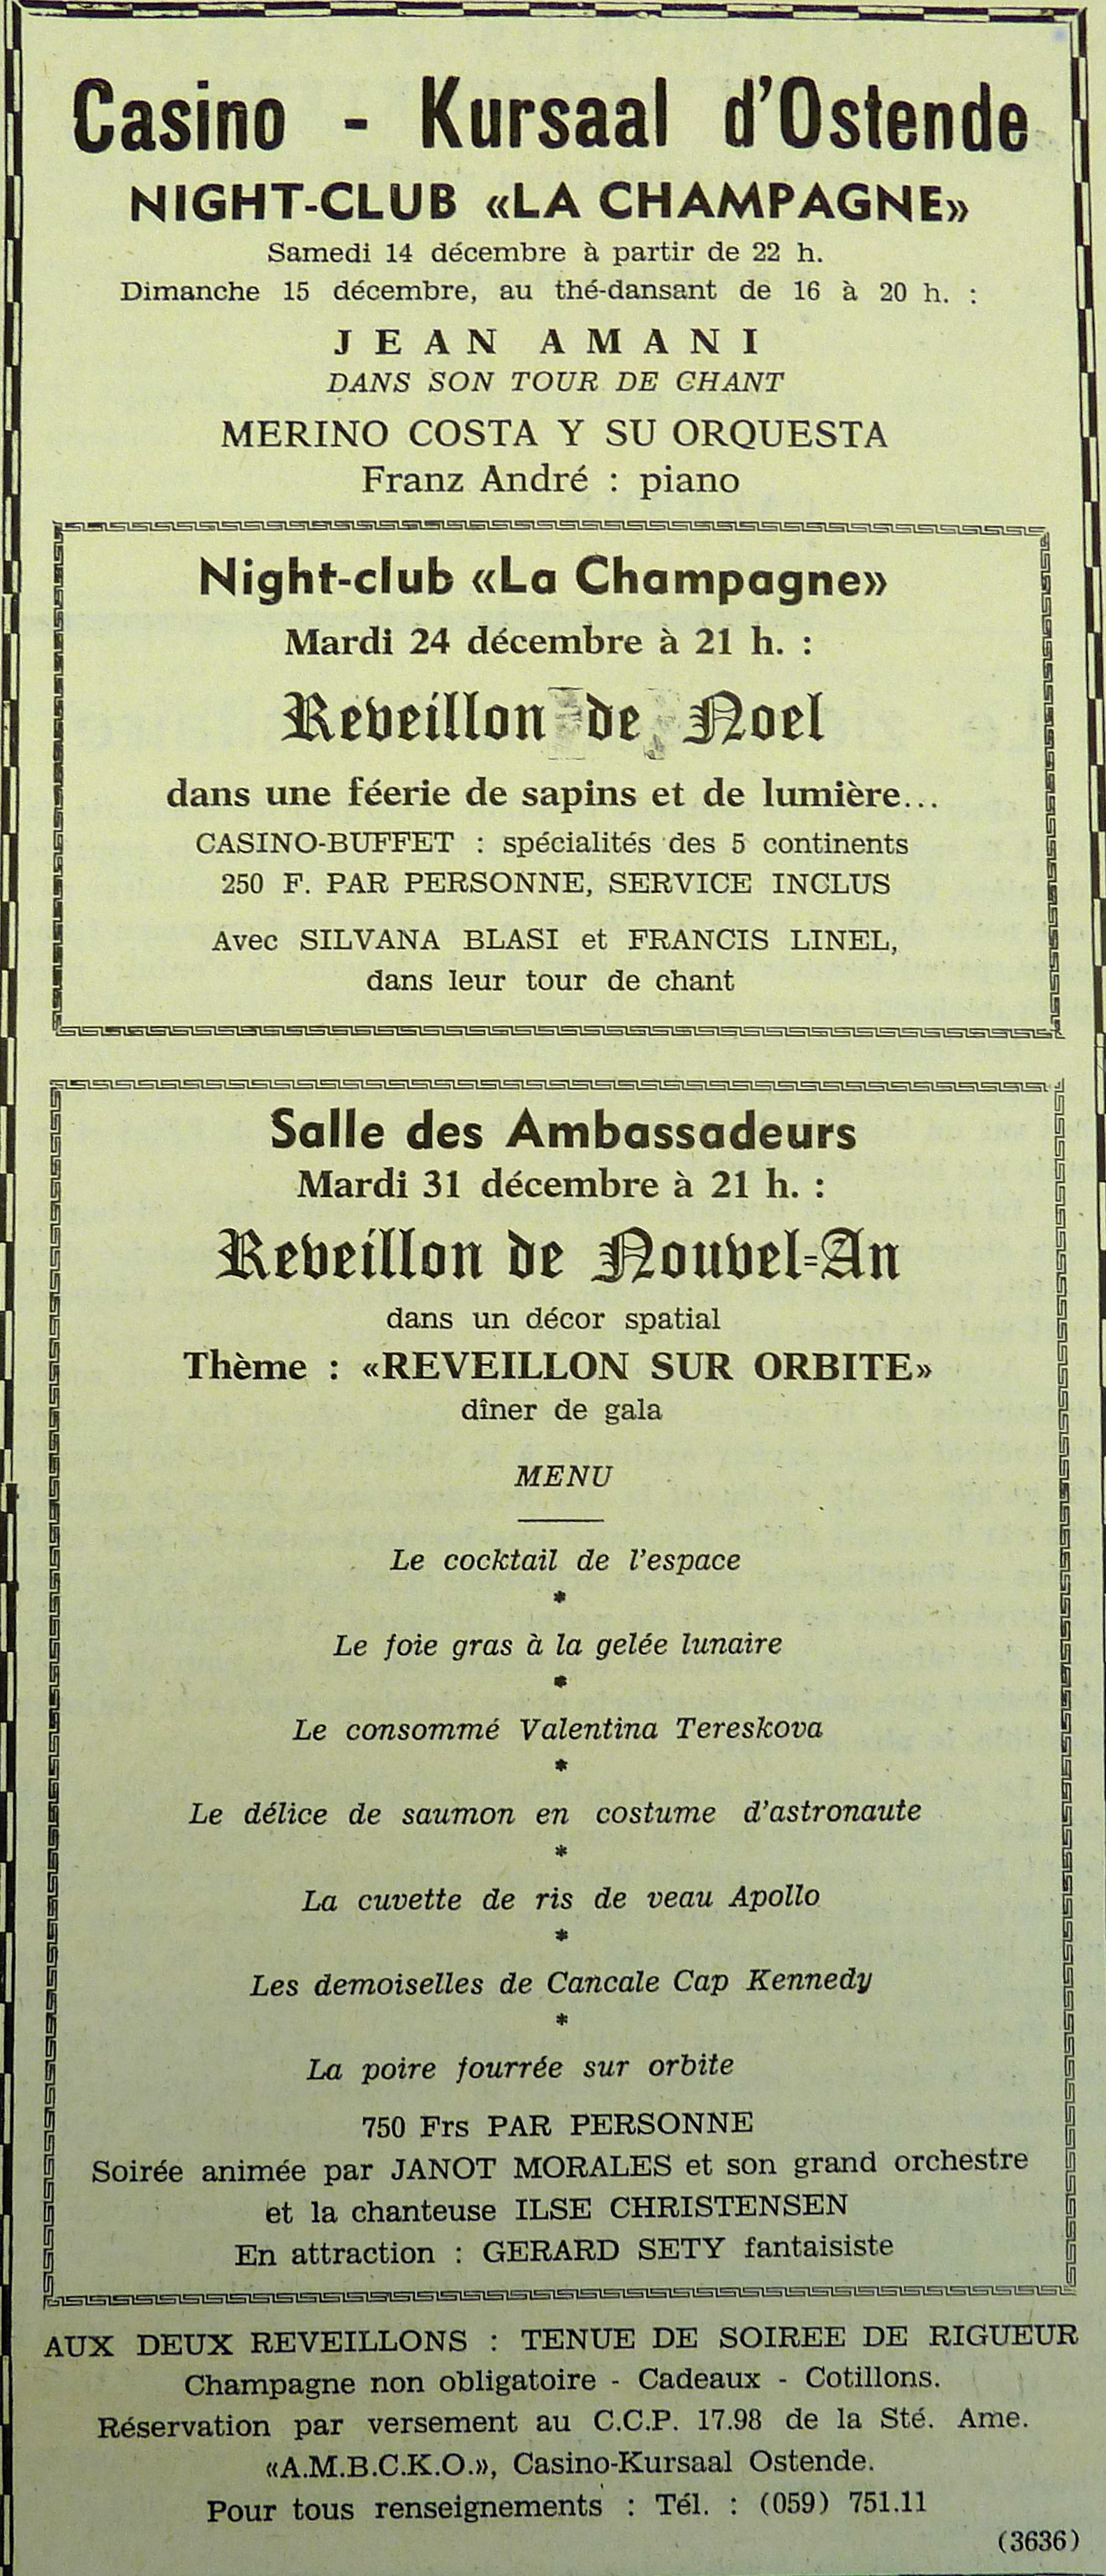 Casino - Kursaal d'Ostende
NIGHT-CLUB «LA CHAMPAGNE»
Samedi 14 décembre à partir de 22 h.
Dimanche 15 décembre, au thé-dansant de 16 à 20 h. :
JEAN AMANI
DANS SON TOUR DE CHANT
MERINO COSTA Y SU ORQUESTA
Franz André : piano
Night-club «La Champagne»
Mardi 24 décembre à 21 h. :
Reveillon de Noel
dans une féerie de sapins et de lumière...
CASINO-BUFFET : spécialités des 5 continents
250 F. PAR PERSONNE, SERVICE INCLUS
Avec SILVANA BLASI et FRANCIS LINEL,
dans leur tour de chant
Salle des Ambassadeurs
Mardi 31 décembre à 21 h. :
Reveillon de Nouvel-An
dans un décor spatial
Thème : «REVEILLON SUR ORBITE»
dîner de gala
MENU
Le cocktail de l'espace
*
Le foie gras à la gelée lunaire
*
Le consommé Valentina Tereskova
*
Le délice de saumon en costume d'astronaute
*
La cuvette de ris de veau Apollo
*
Les demoiselles de Cancale Cap Kennedy
*
La poire fourrée sur orbite
750 Frs PAR PERSONNE
Soirée animée par JANOT MORALES et son grand orchestre
et la chanteuse ILSE CHRISTENSEN
En attraction : GERARD SETY fantaisiste
AUX DEUX REVEILLONS : TENUE DE SOIREE DE RIGUEUR
Champagne non obligatoire - Cadeaux - Cotillons.
Réservation par versement au C.C.P. 17.98 de la Sté. Ame.
«A.M.B.C.K.O.», Casino-Kursaal Ostende.
Pour tous renseignements : Tél. : (059) 751.11
(3636)